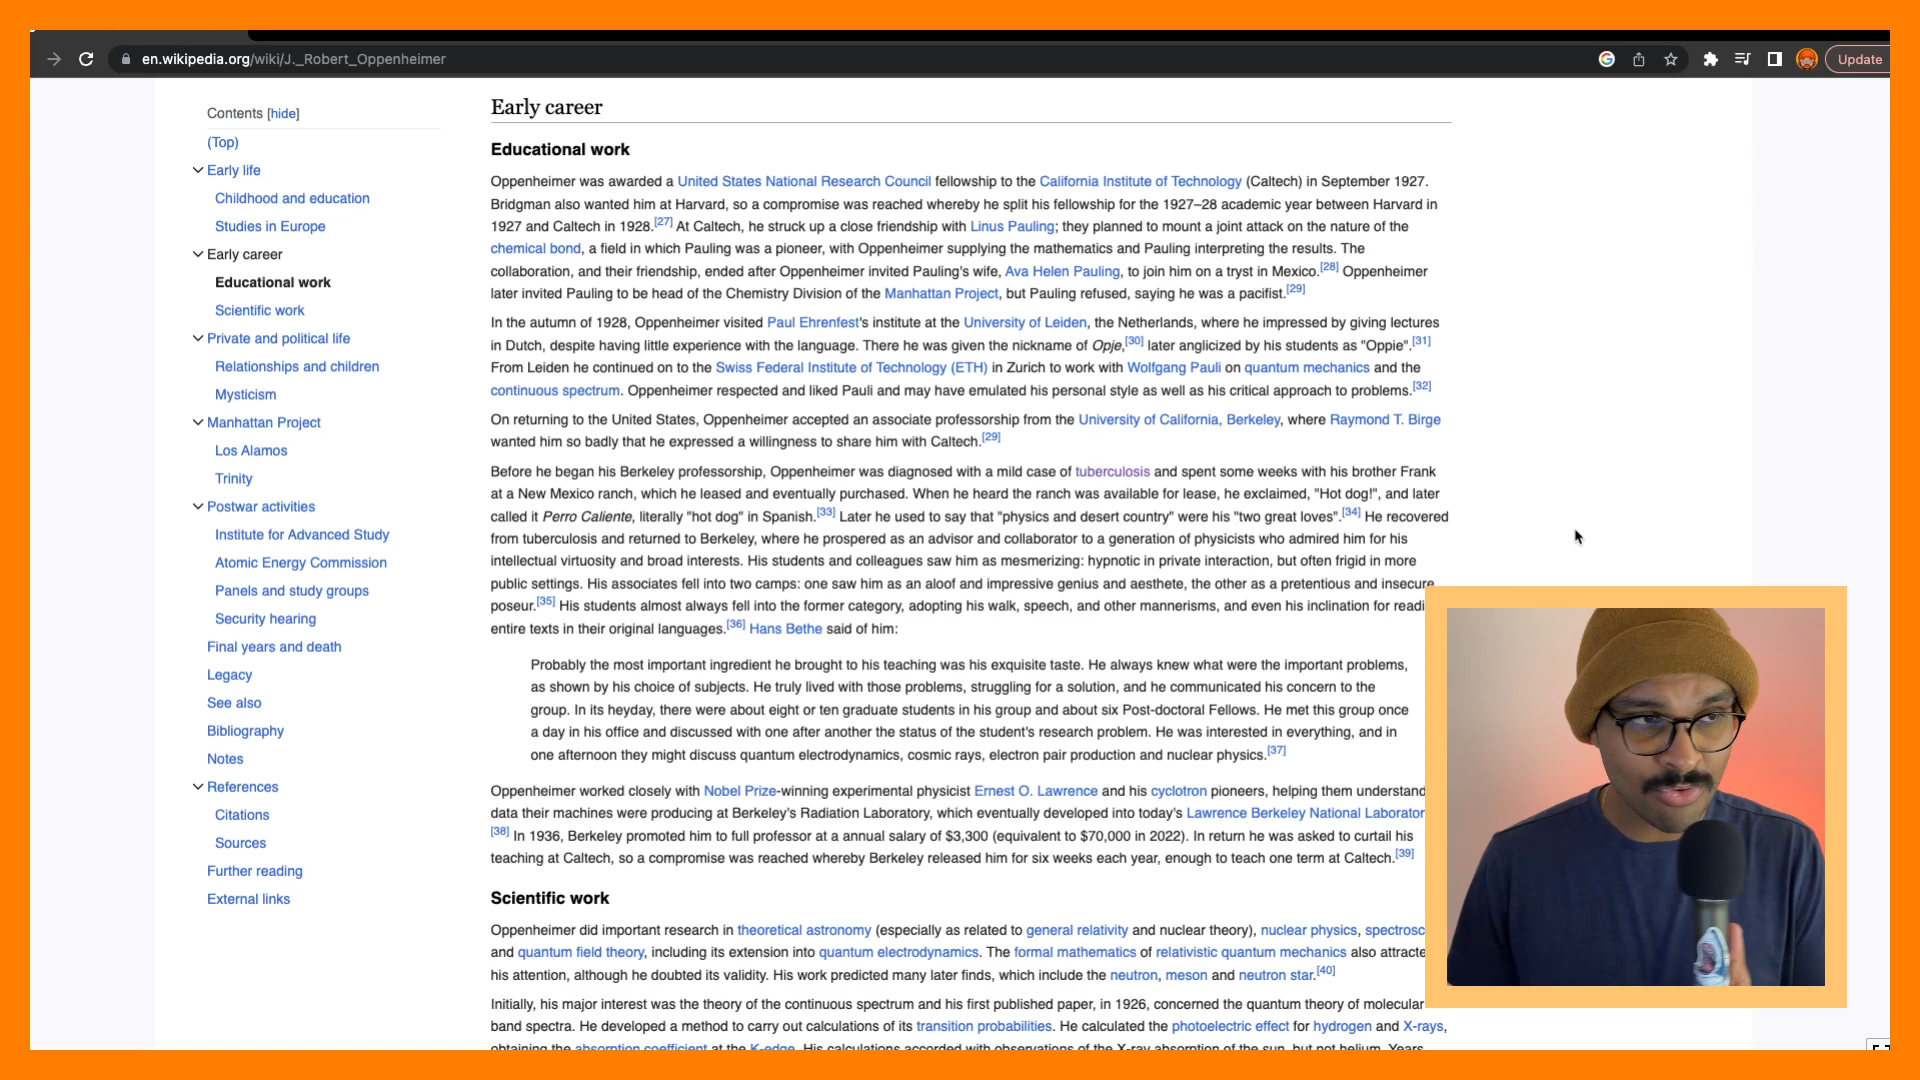 en.wikipedia.org/wiki/J._Robert_Oppenheimer
Update
Contents [hide]
(Top)
Early life
Childhood and education
Studies in Europe
Early career
Educational work
Scientific work
Private and political life
Relationships and children
Mysticism
Manhattan Project
Los Alamos
Trinity
Postwar activities
Institute for Advanced Study
Atomic Energy Commission
Panels and study groups
Security hearing
Final years and death
Legacy
See also
Bibliography
Notes
References
Citations
Sources
Further reading
External links
Early career
Educational work
Oppenheimer was awarded a United States National Research Council fellowship to the California Institute of Technology (Caltech) in September 1927.
Bridgman also wanted him at Harvard, so a compromise was reached whereby he split his fellowship for the 1927–28 academic year between Harvard in
1927 and Caltech in 1928.[27] At Caltech, he struck up a close friendship with Linus Pauling; they planned to mount a joint attack on the nature of the
chemical bond, a field in which Pauling was a pioneer, with Oppenheimer supplying the mathematics and Pauling interpreting the results. The
collaboration, and their friendship, ended after Oppenheimer invited Pauling's wife, Ava Helen Pauling, to join him on a tryst in Mexico.[28] Oppenheimer
later invited Pauling to be head of the Chemistry Division of the Manhattan Project, but Pauling refused, saying he was a pacifist.[29]
In the autumn of 1928, Oppenheimer visited Paul Ehrenfest's institute at the University of Leiden, the Netherlands, where he impressed by giving lectures
in Dutch, despite having little experience with the language. There he was given the nickname of Opje,[30] later anglicized by his students as "Oppie".[31]
From Leiden he continued on to the Swiss Federal Institute of Technology (ETH) in Zurich to work with Wolfgang Pauli on quantum mechanics and the
continuous spectrum. Oppenheimer respected and liked Pauli and may have emulated his personal style as well as his critical approach to problems.[32]
On returning to the United States, Oppenheimer accepted an associate professorship from the University of California, Berkeley, where Raymond T. Birge
wanted him so badly that he expressed a willingness to share him with Caltech.[29]
Before he began his Berkeley professorship, Oppenheimer was diagnosed with a mild case of tuberculosis and spent some weeks with his brother Frank
at a New Mexico ranch, which he leased and eventually purchased. When he heard the ranch was available for lease, he exclaimed, "Hot dog!", and later
called it Perro Caliente, literally "hot dog" in Spanish.[33] Later he used to say that "physics and desert country" were his "two great loves".[34] He recovered
from tuberculosis and returned to Berkeley, where he prospered as an advisor and collaborator to a generation of physicists who admired him for his
intellectual virtuosity and broad interests. His students and colleagues saw him as mesmerizing: hypnotic in private interaction, but often frigid in more
public settings. His associates fell into two camps: one saw him as an aloof and impressive genius and aesthete, the other as a pretentious and insecure
poseur.[35] His students almost always fell into the former category, adopting his walk, speech, and other mannerisms, and even his inclination for readi
entire texts in their original languages.[36] Hans Bethe said of him:
Probably the most important ingredient he brought to his teaching was his exquisite taste. He always knew what were the important problems,
as shown by his choice of subjects. He truly lived with those problems, struggling for a solution, and he communicated his concern to the
group. In its heyday, there were about eight or ten graduate students in his group and about six Post-doctoral Fellows. He met this group once
a day in his office and discussed with one after another the status of the student's research problem. He was interested in everything, and in
one afternoon they might discuss quantum electrodynamics, cosmic rays, electron pair production and nuclear physics.[37]
Oppenheimer worked closely with Nobel Prize-winning experimental physicist Ernest O. Lawrence and his cyclotron pioneers, helping them understand
data their machines were producing at Berkeley's Radiation Laboratory, which eventually developed into today's Lawrence Berkeley National Laborator
[38] In 1936, Berkeley promoted him to full professor at a annual salary of $3,300 (equivalent to $70,000 in 2022). In return he was asked to curtail his
teaching at Caltech, so a compromise was reached whereby Berkeley released him for six weeks each year, enough to teach one term at Caltech.[39]
Scientific work
Oppenheimer did important research in theoretical astronomy (especially as related to general relativity and nuclear theory), nuclear physics, spectrosc
and quantum field theory, including its extension into quantum electrodynamics. The formal mathematics of relativistic quantum mechanics also attracte
his attention, although he doubted its validity. His work predicted many later finds, which include the neutron, meson and neutron star.[40]
Initially, his major interest was the theory of the continuous spectrum and his first published paper, in 1926, concerned the quantum theory of molecular
band spectra. He developed a method to carry out calculations of its transition probabilities. He calculated the photoelectric effect for hydrogen and X-rays,
obtaining the absorption coefficient at the K-edge. His calculations accorded with observations of the X-ray absorption of the sun, but not helium. Years